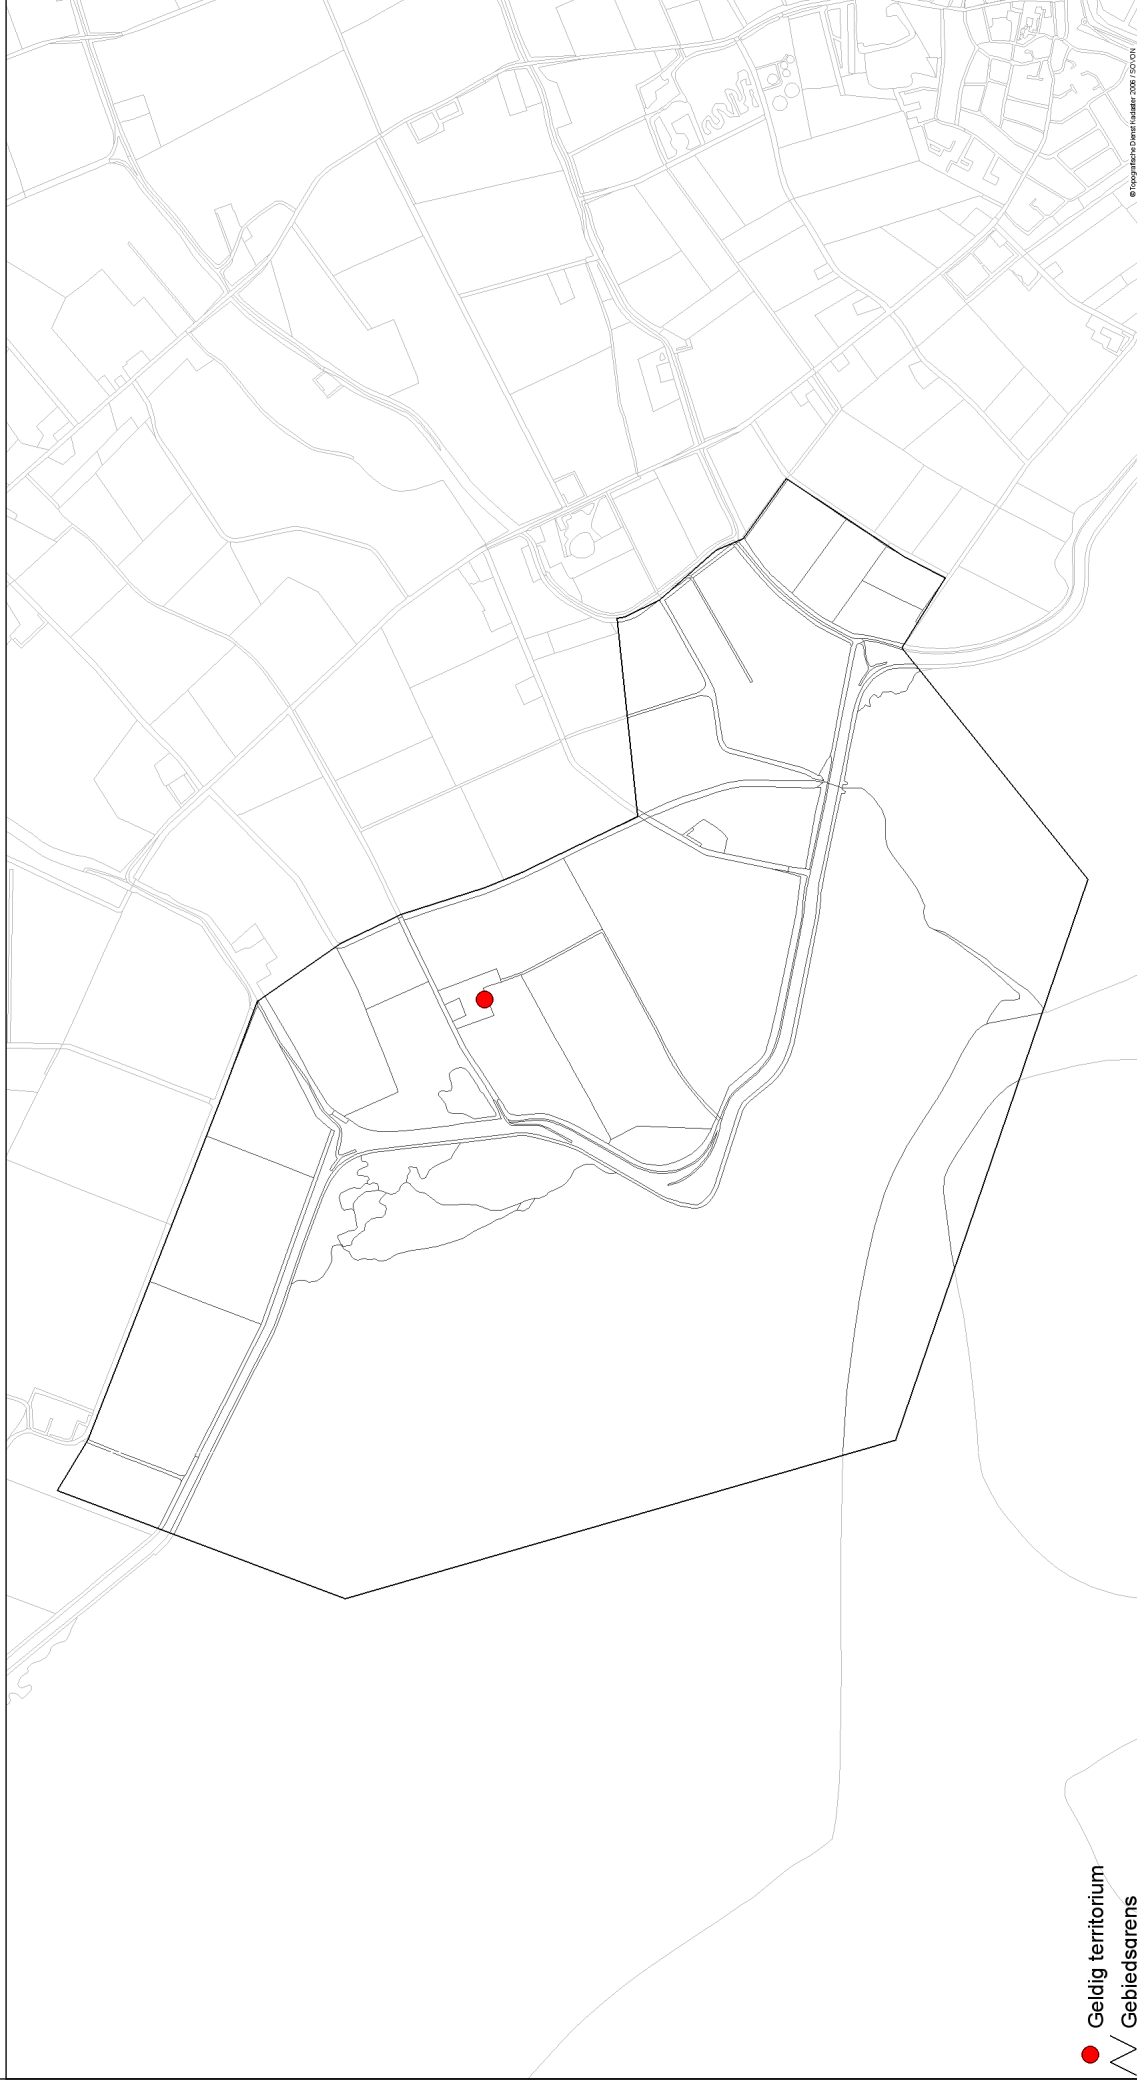 © Topografische Dienst Kadaster 2006 / SOVON
Geldig territorium
Gebiedsgrens